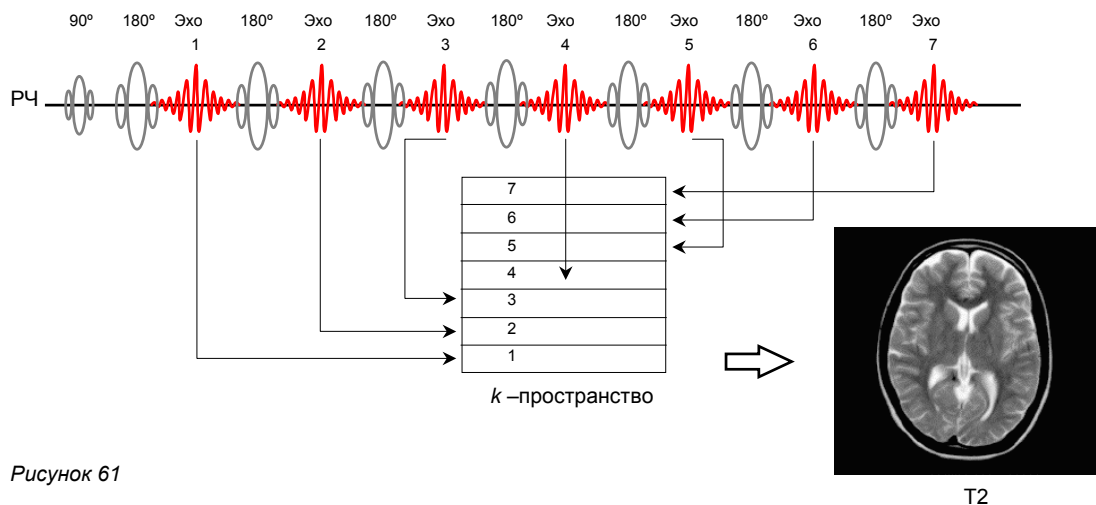 90º 180º Эхо 180º Эхо 180º Эхо 180º Эхо 180º Эхо 180º Эхо 180º Эхо
1 2 3 4 5 6 7
РЧ
7
6
5
4
3
2
1
k –пространство
Рисунок 61
T2